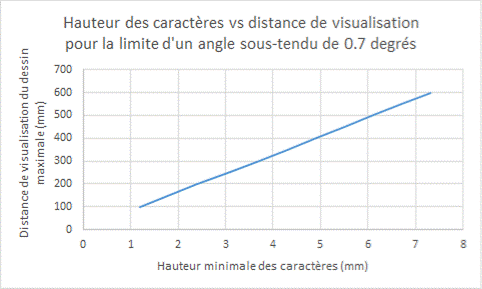 Hauteur des caractères vs distance de visualisation
pour la limite d'un angle sous-tendu de 0.7 degrés
Distance de visualisation du dessin
maximale (mm)
700
600
500
400
300
200
100
0
0 1 2 3 4 5 6 7 8
Hauteur minimale des caractères (mm)